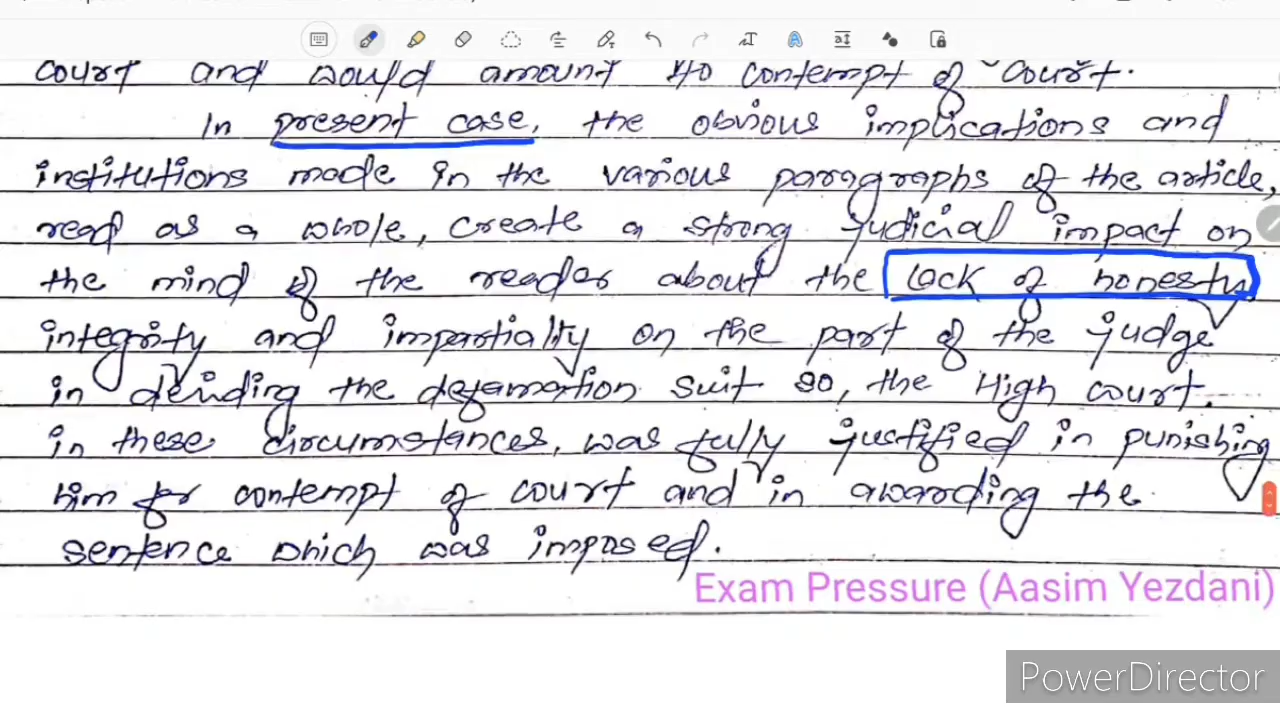 court and would amount to contempt of court.
In present case, the obvious implications and
institutions made in the various paragraphs of the article,
read as a whole, create a strong judicial impact on
the mind of the reader about the lack of honesty,
integrity and impartiality on the part of the judge
in deciding the defamation suit so, the High court.
in these circumstances, was fully justified in punishing
him for contempt of court and in awarding the
sentence which was imposed.
Exam Pressure (Aasim Yezdani)
PowerDirector